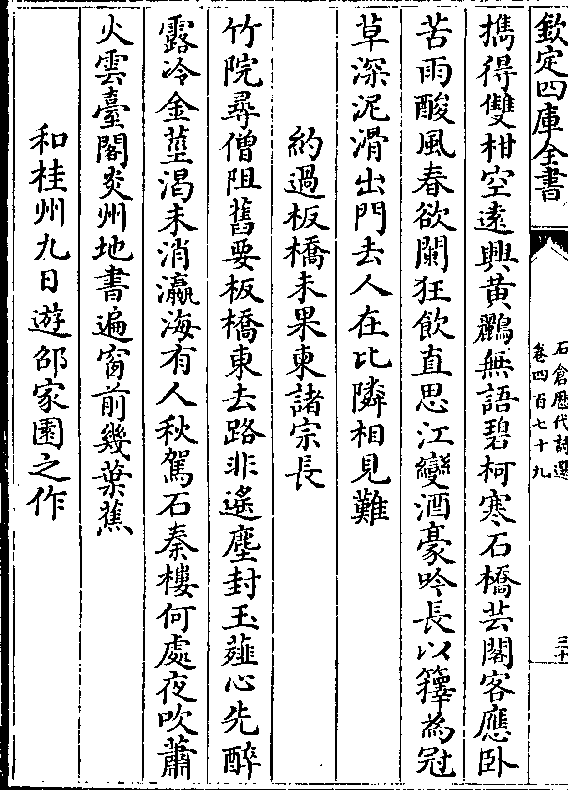 欽定四庫全書
石倉歷代詩選
卷四百七十九
三十
擕得雙柑空遠興黃鸝無語碧柯寒石橋芸閣客應卧
苦雨酸風春欲闌狂飲直思江變酒豪吟長以籜為冠
草深泥滑出門去人在比隣相見難
約過板橋未果柬諸宗長
竹院尋僧阻舊要板橋東去路非遙塵封玉薤心先醉
露冷金莖渴未消瀛海有人秋駕石秦樓何處夜吹蕭
火雲臺閣炎州地書遍窗前幾葉蕉
和桂州九日遊邵家園之作